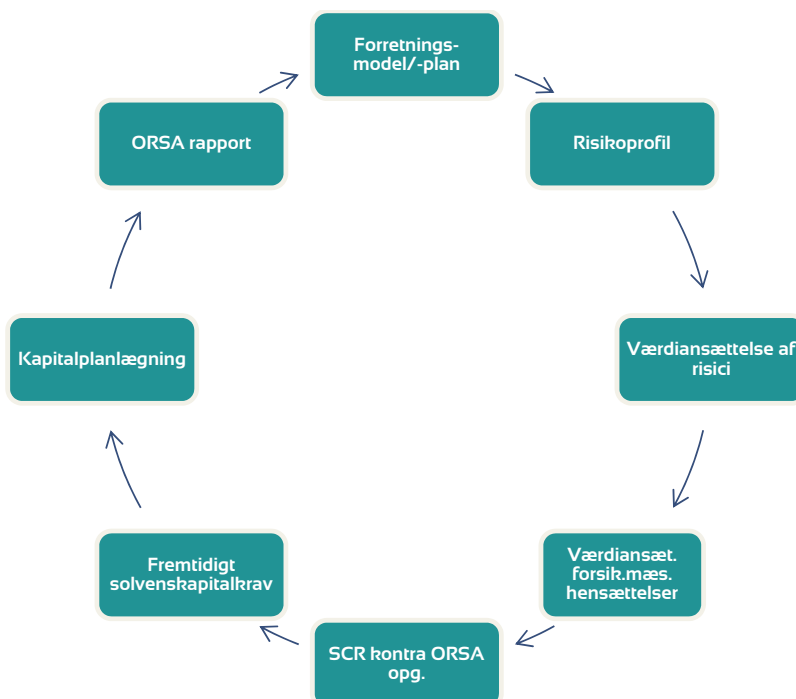 Forretnings-
model/-plan
Risikoprofil
Værdiansættelse af
risici
Værdiansæt.
forsik.mæs.
hensættelser
SCR kontra ORSA
opg.
Fremtidigt
solvenskapitalkrav
Kapitalplanlægning
ORSA rapport